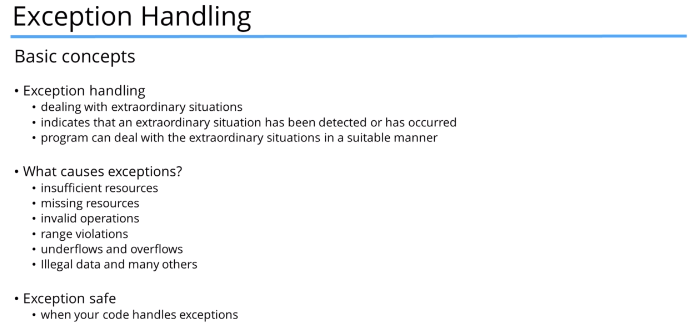 Exception Handling
Basic concepts
• Exception handling
• dealing with extraordinary situations
• indicates that an extraordinary situation has been detected or has occurred
• program can deal with the extraordinary situations in a suitable manner
• What causes exceptions?
• insufficient resources
• missing resources
• invalid operations
• range violations
• underflows and overflows
• Illegal data and many others
• Exception safe
• when your code handles exceptions